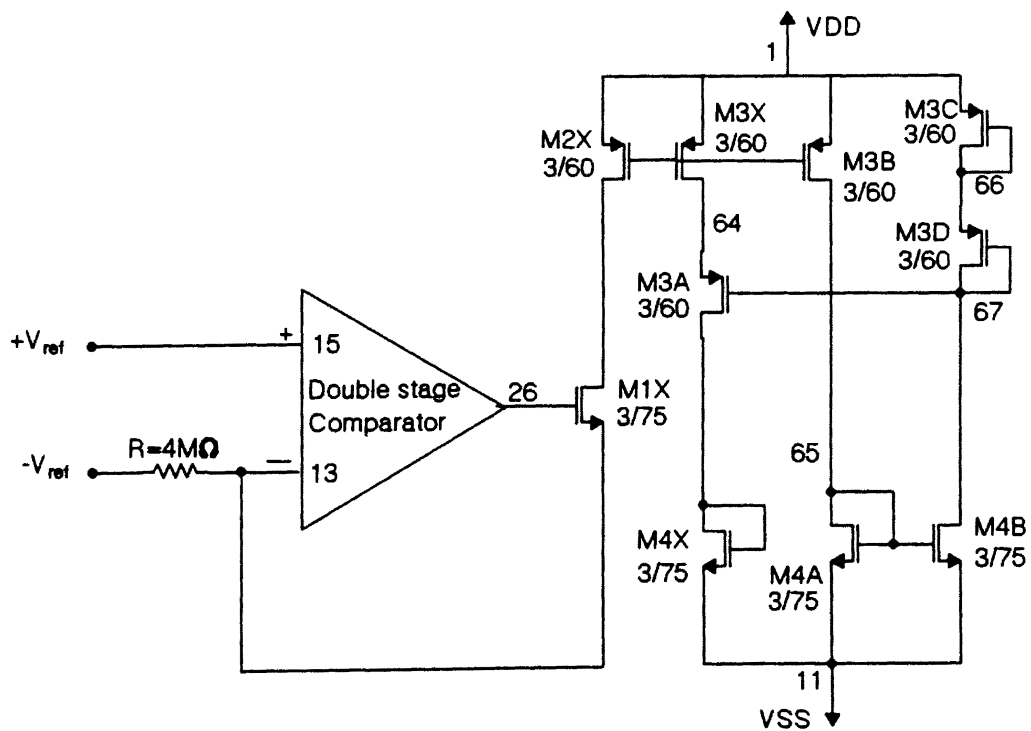 VDD
1
M2X
3/60
M3X
3/60
M3B
3/60
M3C
3/60
66
64
M3D
3/60
M3A
3/60
67
+Vref
+
15
Double stage
Comparator
26
M1X
3/75
R=4MΩ
-Vref
−
13
65
M4X
3/75
M4A
3/75
M4B
3/75
11
VSS